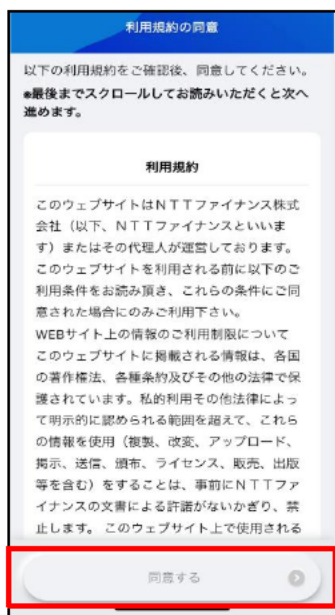 利用規約の同意
以下の利用規約をご確認後、同意してください。
※最後までスクロールしてお読みいただくと次へ
進めます。
利用規約
このウェブサイトはＮＴＴファイナンス株式
会社（以下、ＮＴＴファイナンスといいま
す）またはその代理人が運営しております。
このウェブサイトを利用される前に以下のご
利用条件をお読み頂き、これらの条件にご同
意された場合にのみご利用下さい。
WEBサイト上の情報のご利用制限について
このウェブサイトに掲載される情報は、各国
の著作権法、各種条約及びその他の法律で保
護されています。私的利用その他法律によっ
て明示的に認められる範囲を超えて、これら
の情報を使用（複製、改変、アップロード、
掲示、送信、頒布、ライセンス、販売、出版
等を含む）をすることは、事前にＮＴＴファ
イナンスの文書による許諾がないかぎり、禁
止します。 このウェブサイト上で使用される
同意する